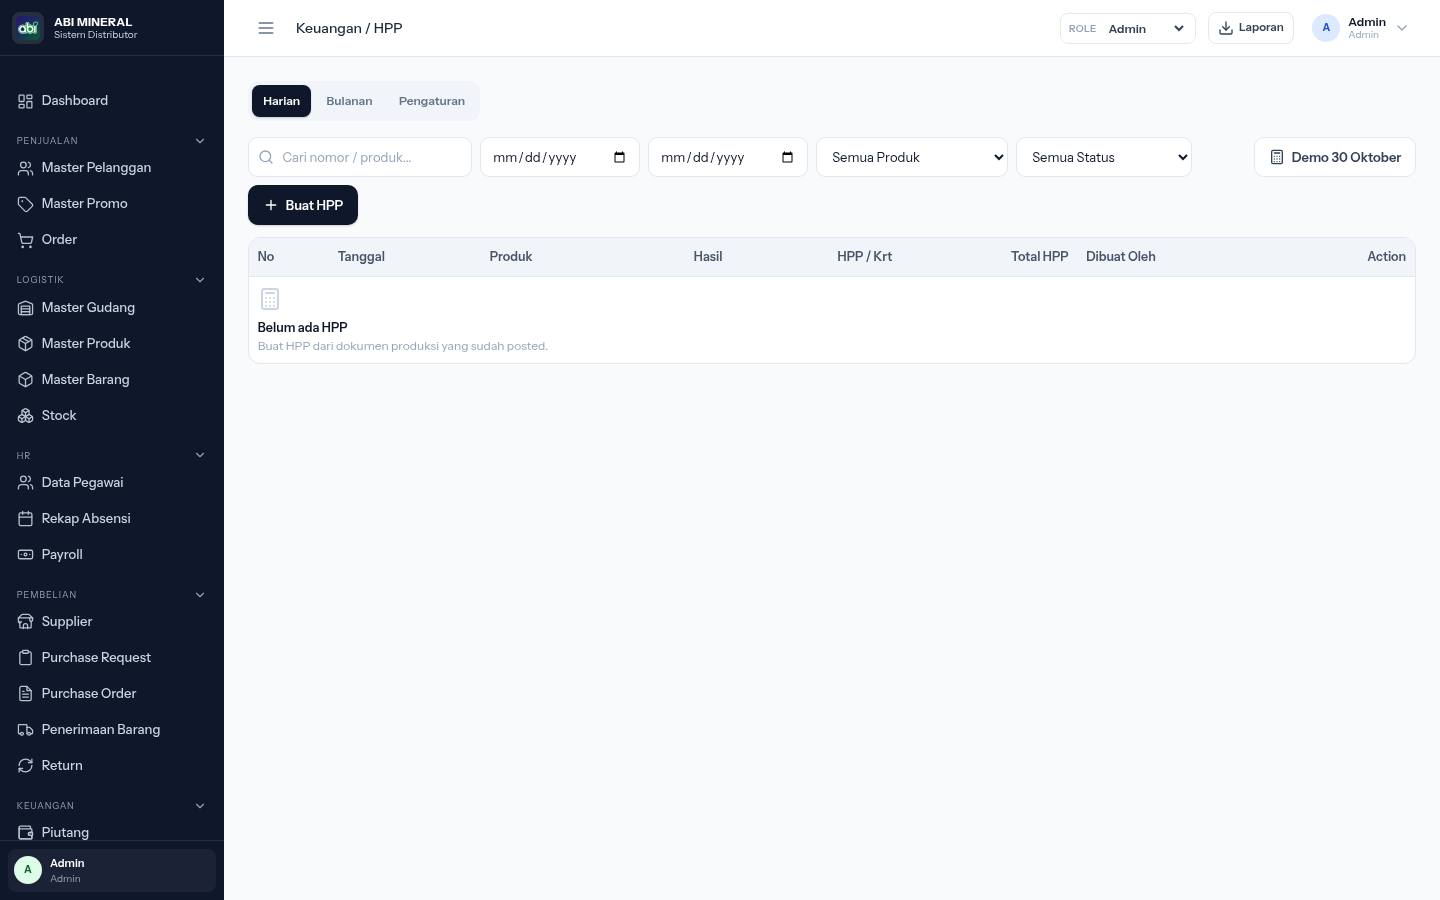 abi
ABI MINERAL
Sistem Distributor
Keuangan / HPP
ROLE Admin
Laporan
A
Admin
Admin
Dashboard
PENJUALAN
Master Pelanggan
Master Promo
Order
LOGISTIK
Master Gudang
Master Produk
Master Barang
Stock
HR
Data Pegawai
Rekap Absensi
Payroll
PEMBELIAN
Supplier
Purchase Request
Purchase Order
Penerimaan Barang
Return
KEUANGAN
Piutang
A
Admin
Admin
Harian Bulanan Pengaturan
Cari nomor / produk... mm/dd/yyyy mm/dd/yyyy Semua Produk Semua Status Demo 30 Oktober
Buat HPP
No Tanggal Produk Hasil HPP / Krt Total HPP Dibuat Oleh Action
Belum ada HPP
Buat HPP dari dokumen produksi yang sudah posted.